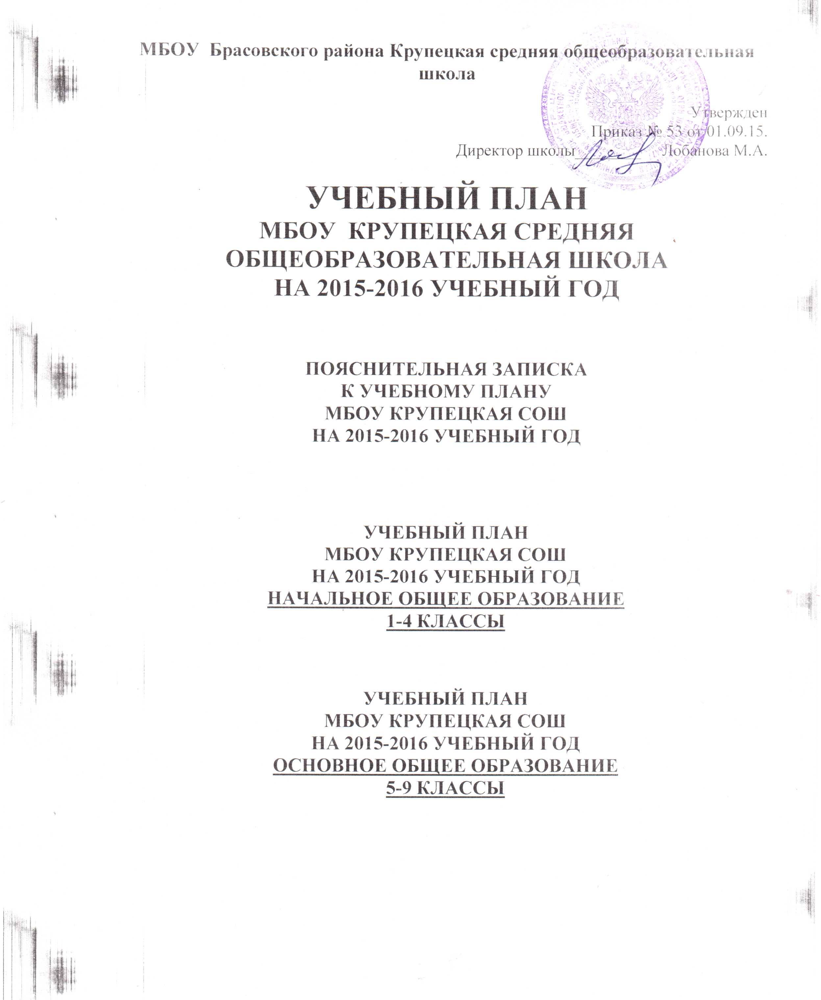 МБОУ  Брасовского района Крупецкая средняя общеобразовательная
школа
Утвержден
Приказ № 53 от 01.09.15.
Директор школы________ Лобанова М.А.
УЧЕБНЫЙ ПЛАН
МБОУ  КРУПЕЦКАЯ СРЕДНЯЯ
ОБЩЕОБРАЗОВАТЕЛЬНАЯ ШКОЛА
НА 2015-2016 УЧЕБНЫЙ ГОД
ПОЯСНИТЕЛЬНАЯ ЗАПИСКА
К УЧЕБНОМУ ПЛАНУ
МБОУ КРУПЕЦКАЯ СОШ
НА 2015-2016 УЧЕБНЫЙ ГОД
УЧЕБНЫЙ ПЛАН
МБОУ КРУПЕЦКАЯ СОШ
НА 2015-2016 УЧЕБНЫЙ ГОД
НАЧАЛЬНОЕ ОБЩЕЕ ОБРАЗОВАНИЕ
1-4 КЛАССЫ
УЧЕБНЫЙ ПЛАН
МБОУ КРУПЕЦКАЯ СОШ
НА 2015-2016 УЧЕБНЫЙ ГОД
ОСНОВНОЕ ОБЩЕЕ ОБРАЗОВАНИЕ
5-9 КЛАССЫ